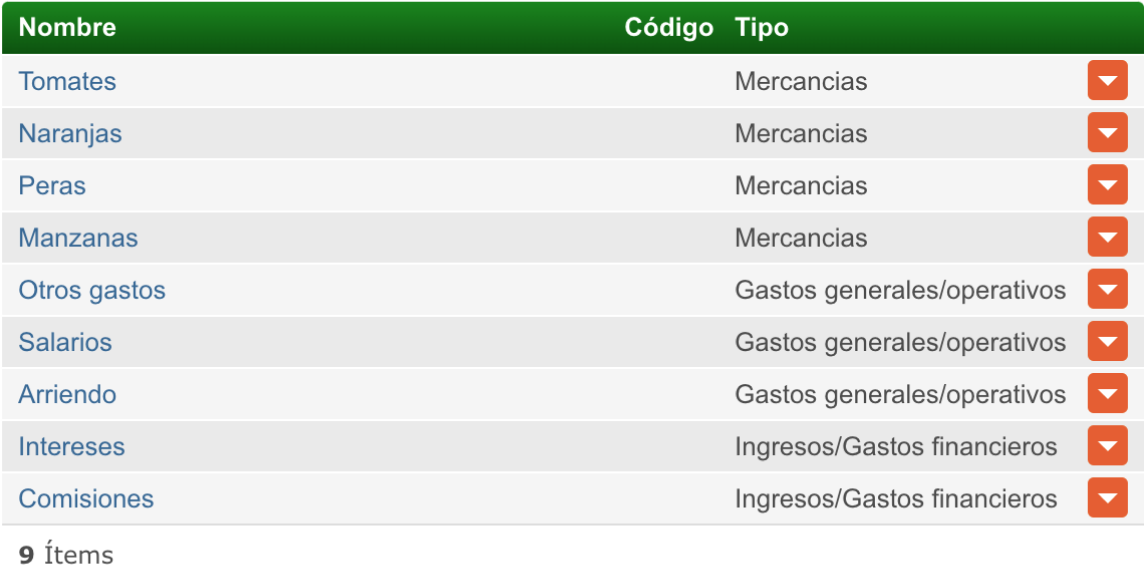 Nombre Código Tipo
Tomates Mercancias
Naranjas Mercancias
Peras Mercancias
Manzanas Mercancias
Otros gastos Gastos generales/operativos
Salarios Gastos generales/operativos
Arriendo Gastos generales/operativos
Intereses Ingresos/Gastos financieros
Comisiones Ingresos/Gastos financieros
9 Ítems